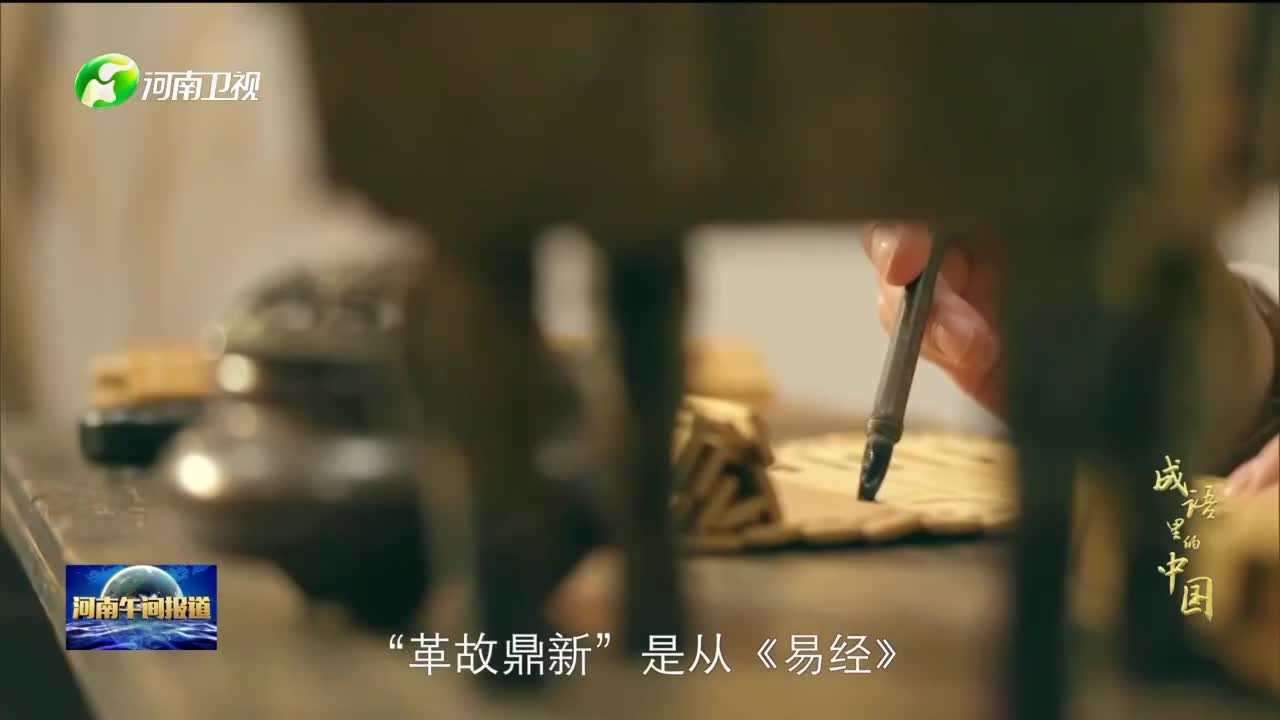 河南卫视
成语
里的
中国
河南午间报道
“革故鼎新”是从《易经》